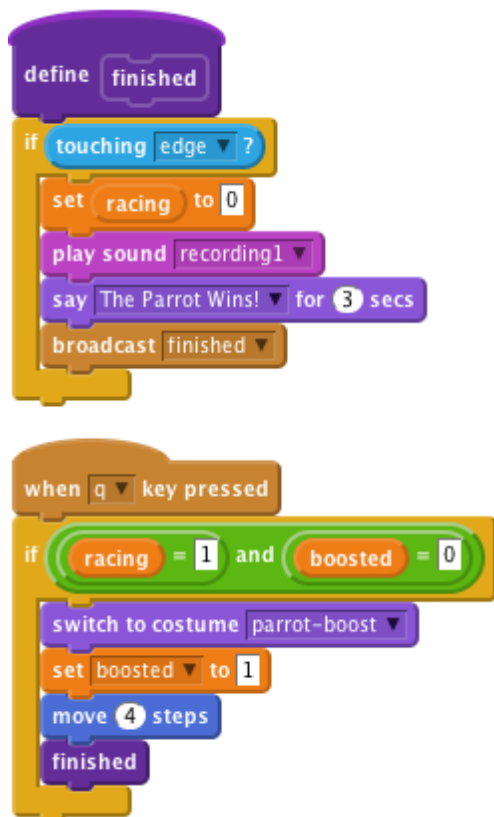 define finished
if touching edge ?
set racing to 0
play sound recording1
say The Parrot Wins! for 3 secs
broadcast finished
when q key pressed
if racing = 1 and boosted = 0
switch to costume parrot-boost
set boosted to 1
move 4 steps
finished